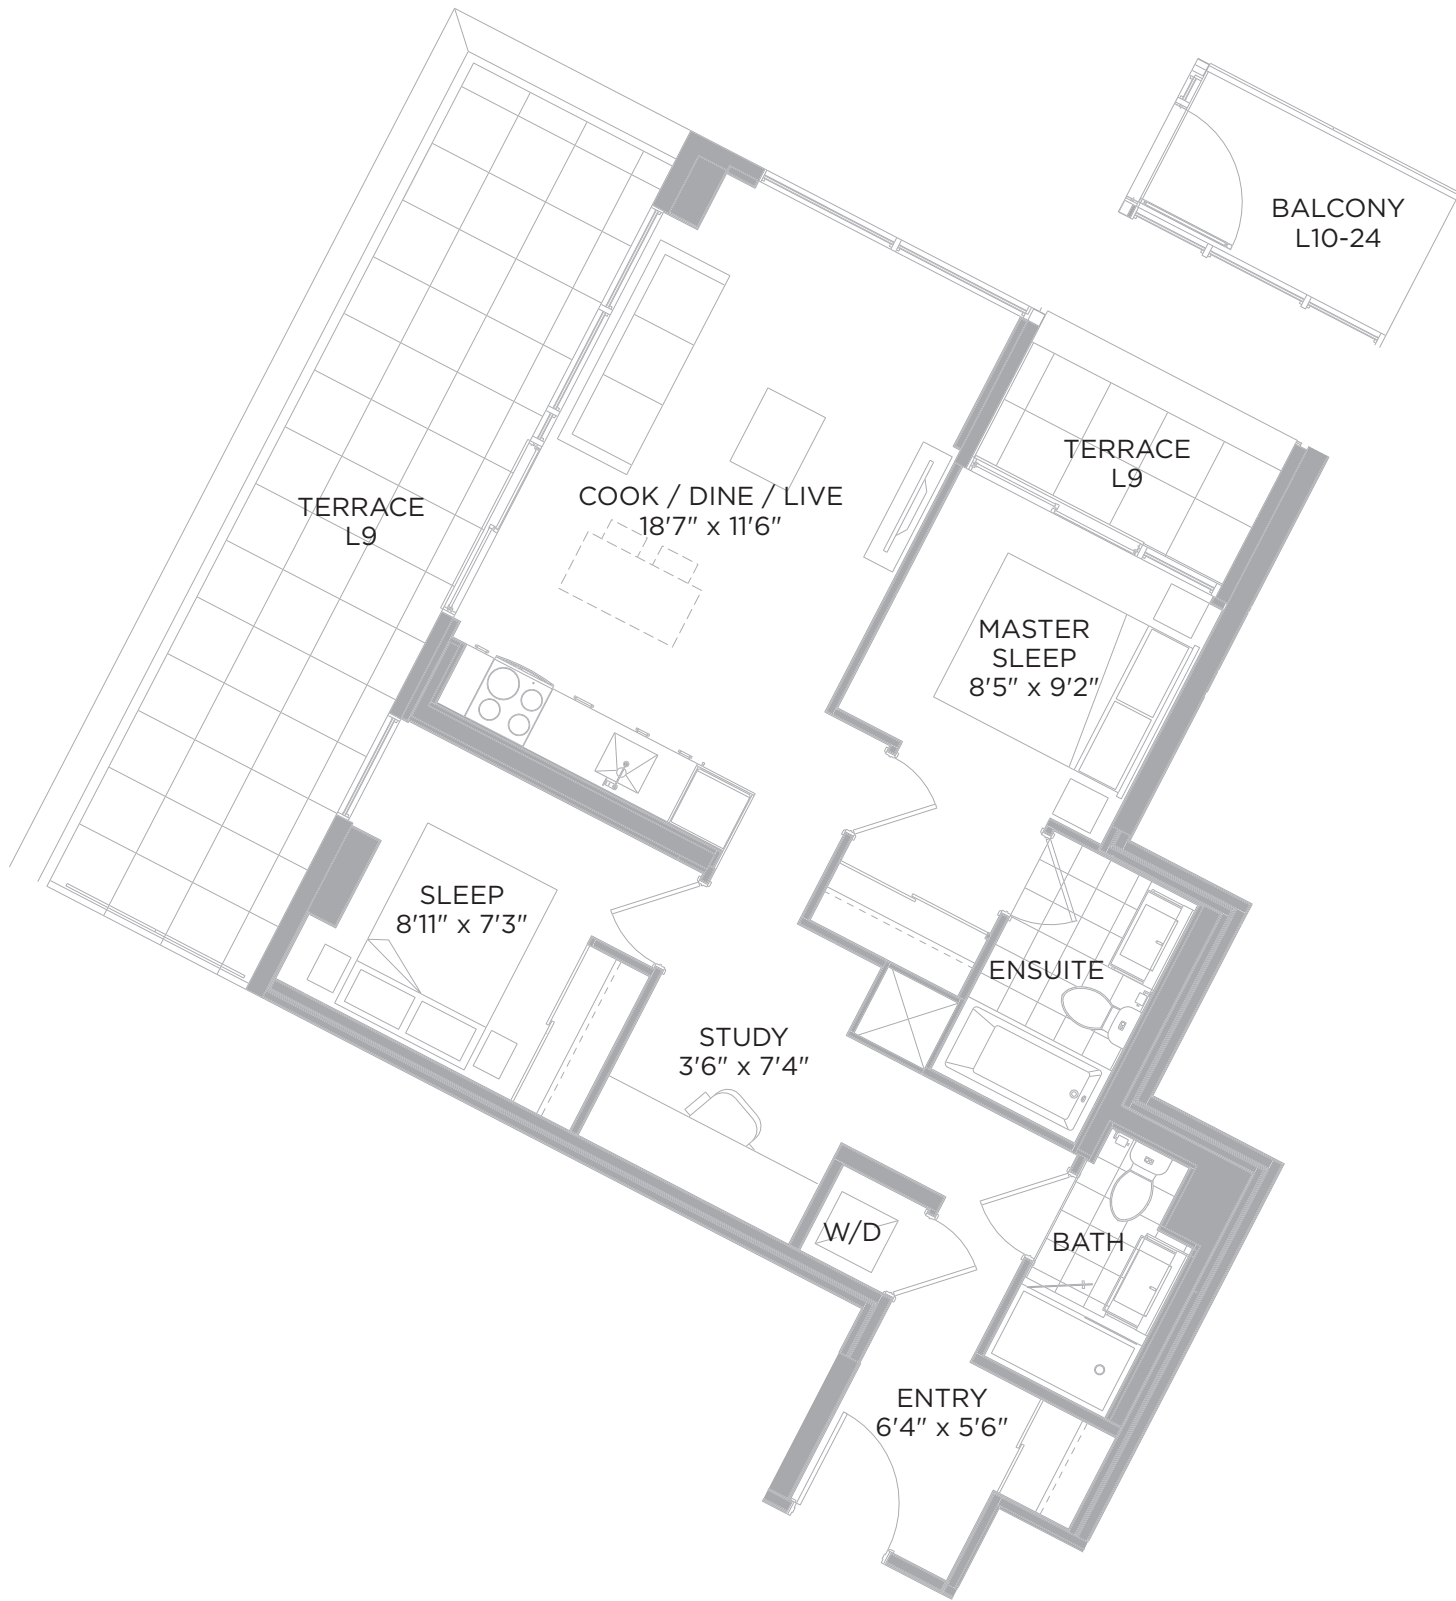 BALCONY
L10-24
TERRACE
L9
TERRACE
L9
COOK / DINE / LIVE
18'7" x 11'6"
MASTER
SLEEP
8'5" x 9'2"
SLEEP
8'11" x 7'3"
ENSUITE
STUDY
3'6" x 7'4"
W/D
BATH
ENTRY
6'4" x 5'6"